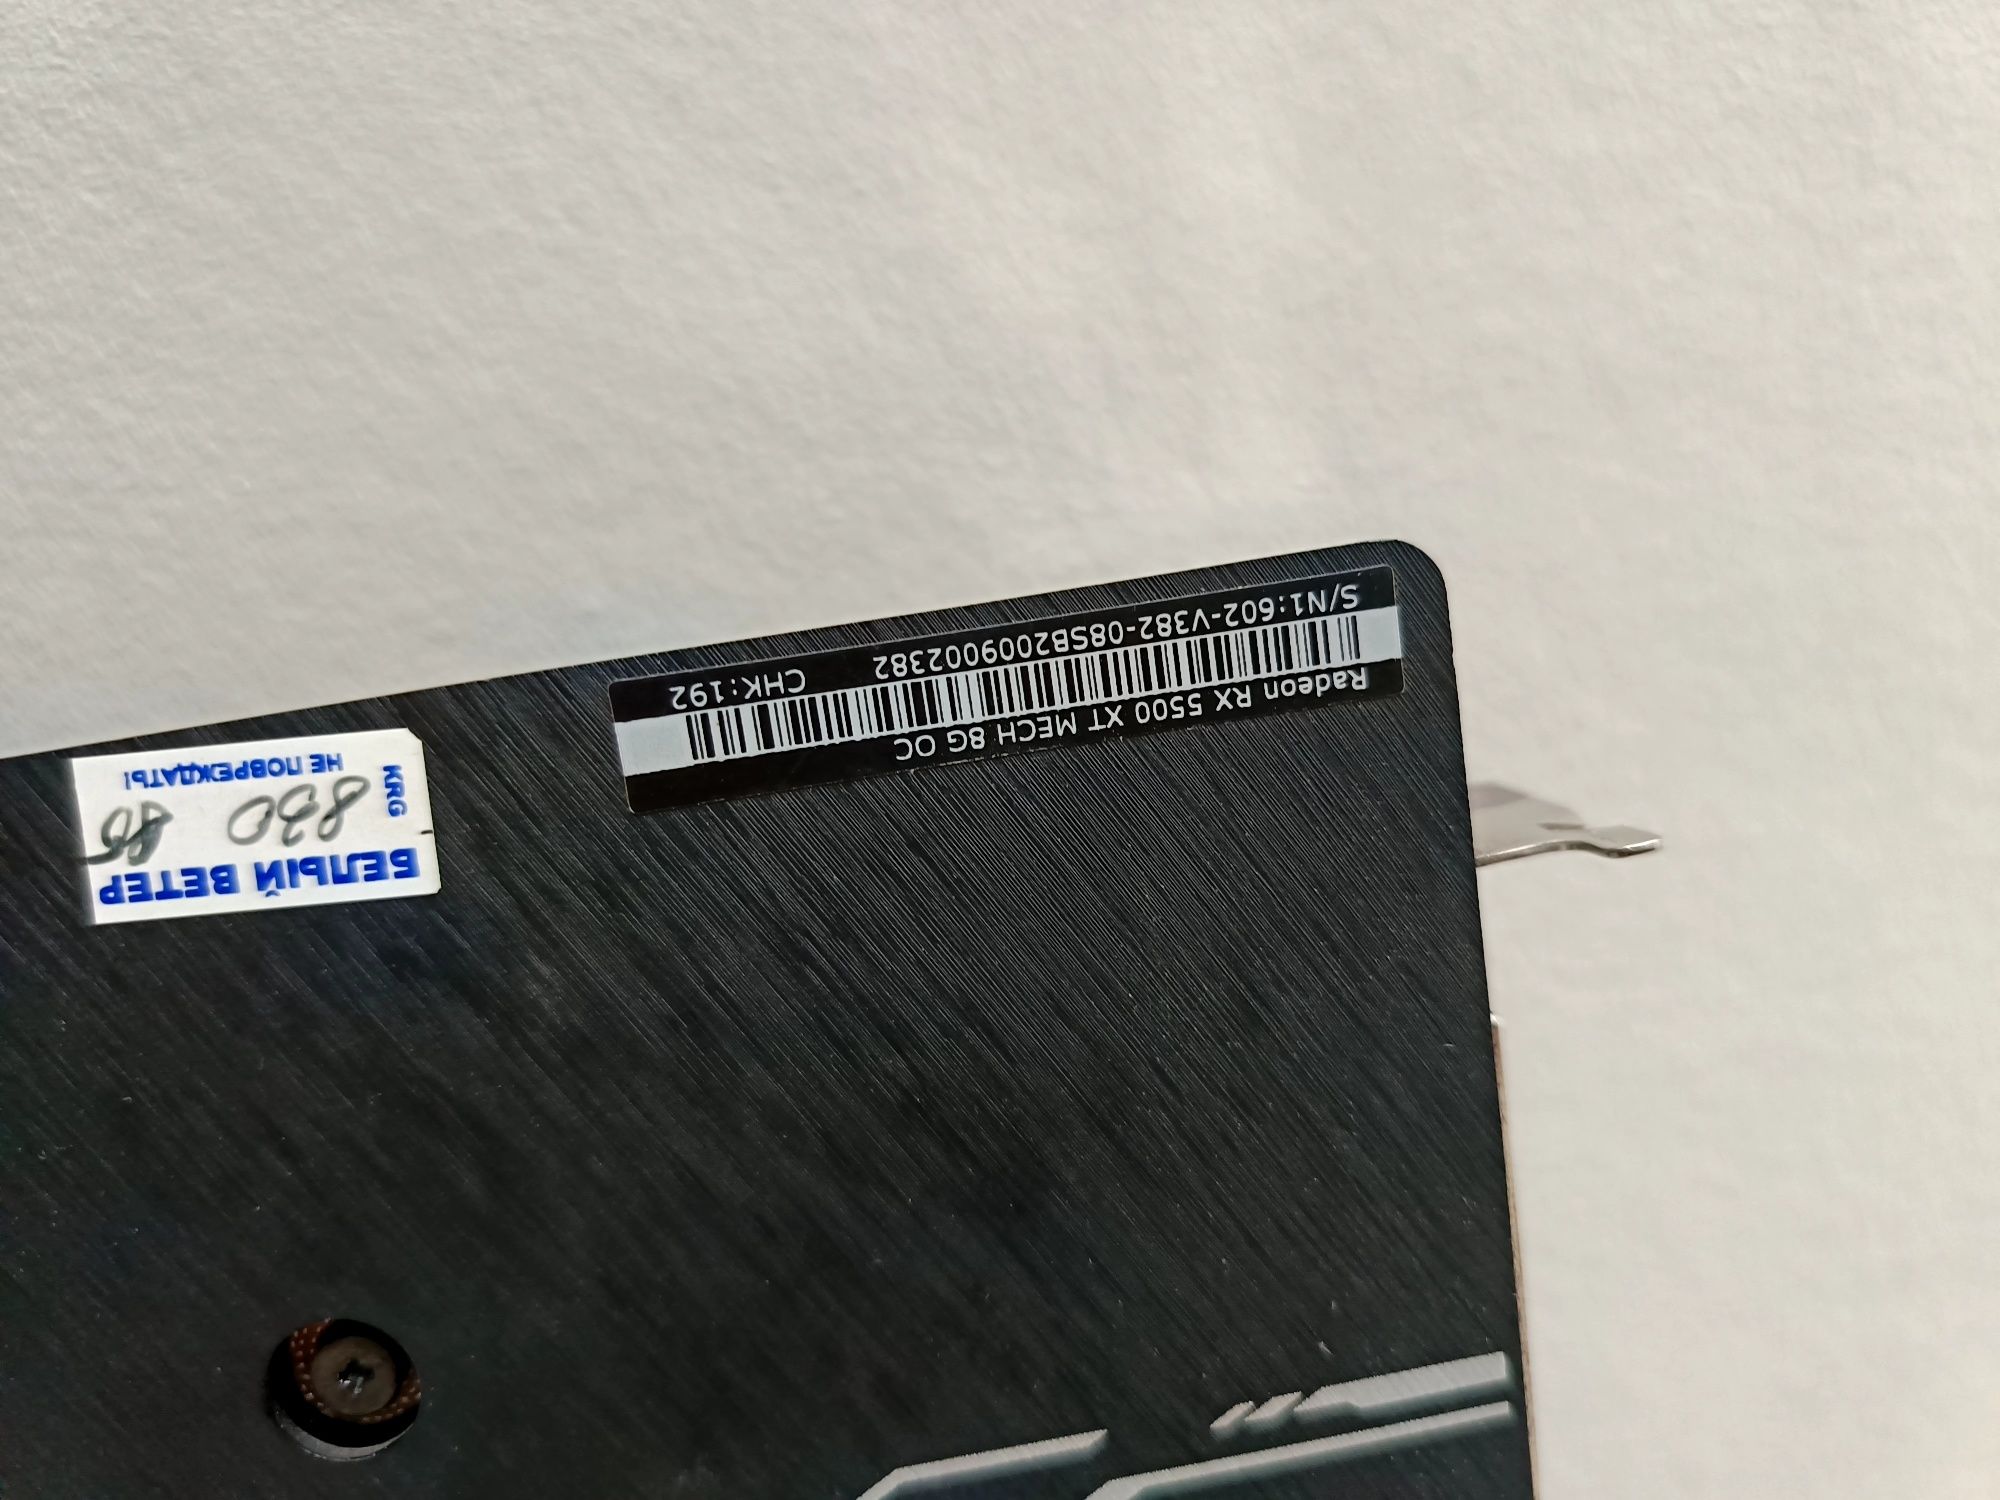 Radeon RX 5500 XT MECH 8G OC
S/N1:602-V382-08SB2009002382 CHK:192
БЕЛЫЙ ВЕТЕР
KRG
830
НЕ ПОВРЕЖДАТЬ!